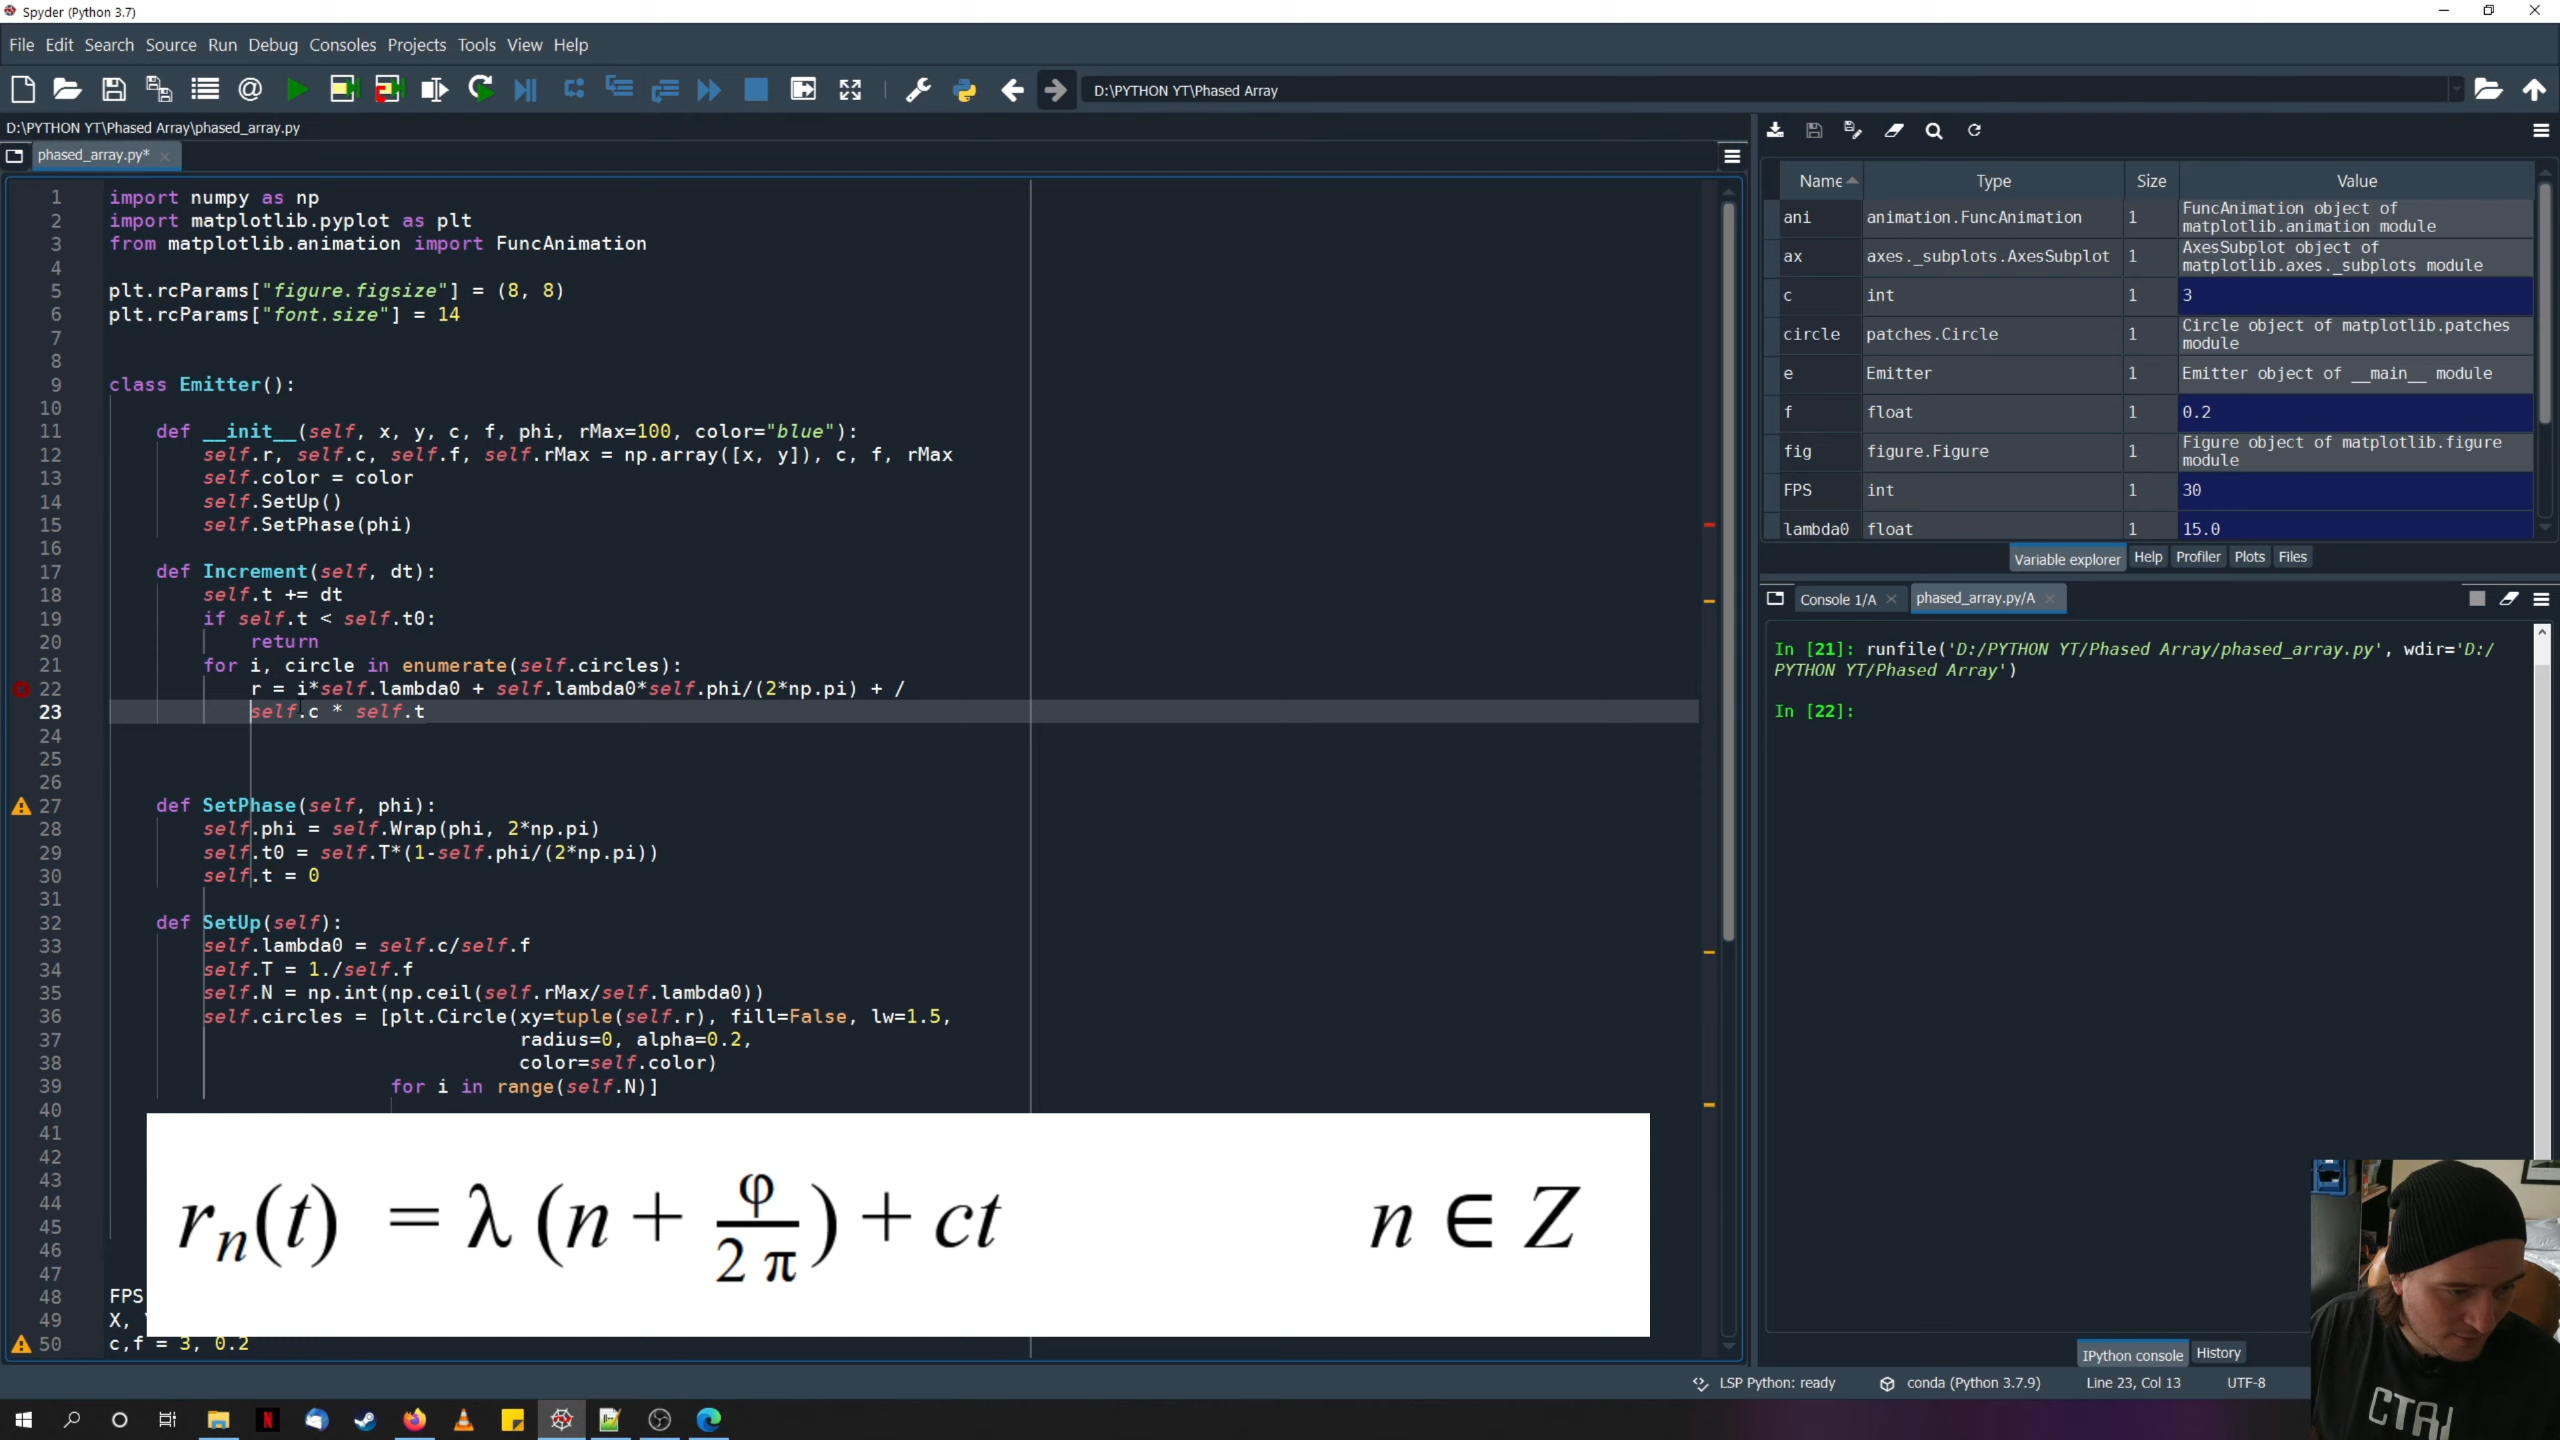 Spyder (Python 3.7)
File Edit Search Source Run Debug Consoles Projects Tools View Help
D:\PYTHON YT\Phased Array
D:\PYTHON YT\Phased Array\phased_array.py
phased_array.py*
1 import numpy as np
2 import matplotlib.pyplot as plt
3 from matplotlib.animation import FuncAnimation
4
5 plt.rcParams["figure.figsize"] = (8, 8)
6 plt.rcParams["font.size"] = 14
7
8
9 class Emitter():
10
11 def __init__(self, x, y, c, f, phi, rMax=100, color="blue"):
12 self.r, self.c, self.f, self.rMax = np.array([x, y]), c, f, rMax
13 self.color = color
14 self.SetUp()
15 self.SetPhase(phi)
16
17 def Increment(self, dt):
18 self.t += dt
19 if self.t < self.t0:
20 return
21 for i, circle in enumerate(self.circles):
22 r = i*self.lambda0 + self.lambda0*self.phi/(2*np.pi) + /
23 self.c * self.t
24
25
26
27 def SetPhase(self, phi):
28 self.phi = self.Wrap(phi, 2*np.pi)
29 self.t0 = self.T*(1-self.phi/(2*np.pi))
30 self.t = 0
31
32 def SetUp(self):
33 self.lambda0 = self.c/self.f
34 self.T = 1./self.f
35 self.N = np.int(np.ceil(self.rMax/self.lambda0))
36 self.circles = [plt.Circle(xy=tuple(self.r), fill=False, lw=1.5,
37 radius=0, alpha=0.2,
38 color=self.color)
39 for i in range(self.N)]
40
41
42
43
44
45
46
47
48 FPS
49 X,
50 c,f = 3, 0.2
rₙ(t) = λ (n + φ/2 π) + ct n ∈ Z
Name Type Size Value
ani animation.FuncAnimation 1 FuncAnimation object of
matplotlib.animation module
ax axes._subplots.AxesSubplot 1 AxesSubplot object of
matplotlib.axes._subplots module
c int 1 3
circle patches.Circle 1 Circle object of matplotlib.patches
module
e Emitter 1 Emitter object of __main__ module
f float 1 0.2
fig figure.Figure 1 Figure object of matplotlib.figure
module
FPS int 1 30
lambda0 float 1 15.0
Variable explorer Help Profiler Plots Files
Console 1/A phased_array.py/A
In [21]: runfile('D:/PYTHON YT/Phased Array/phased_array.py', wdir='D:/
PYTHON YT/Phased Array')
In [22]:
IPython console History
LSP Python: ready conda (Python 3.7.9) Line 23, Col 13 UTF-8